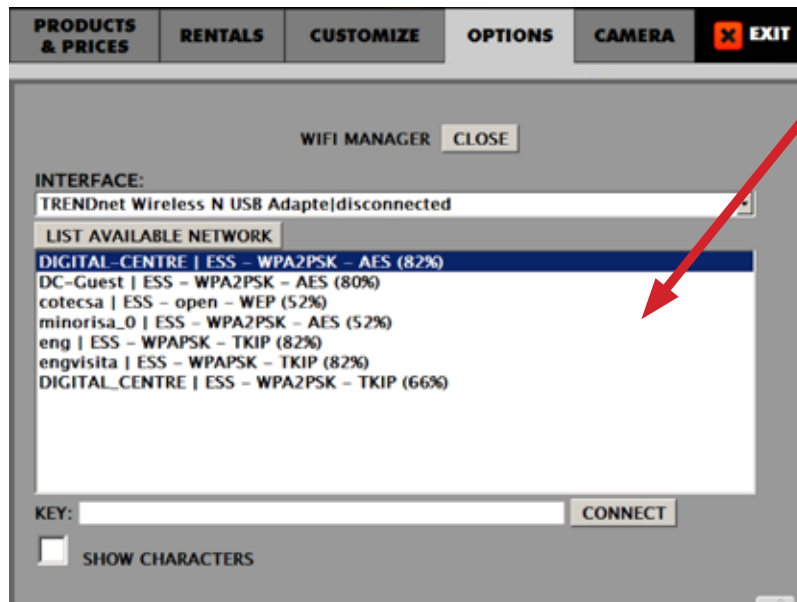 PRODUCTS
& PRICES
RENTALS
CUSTOMIZE
OPTIONS
CAMERA
X EXIT
WIFI MANAGER CLOSE
INTERFACE:
TRENDnet Wireless N USB Adapte|disconnected
LIST AVAILABLE NETWORK
DIGITAL-CENTRE | ESS - WPA2PSK - AES (82%)
DC-Guest | ESS - WPA2PSK - AES (80%)
cotecsa | ESS - open - WEP (52%)
minorisa_0 | ESS - WPA2PSK - AES (52%)
eng | ESS - WPAPSK - TKIP (82%)
engvisita | ESS - WPAPSK - TKIP (82%)
DIGITAL_CENTRE | ESS - WPA2PSK - TKIP (66%)
KEY:
CONNECT
SHOW CHARACTERS